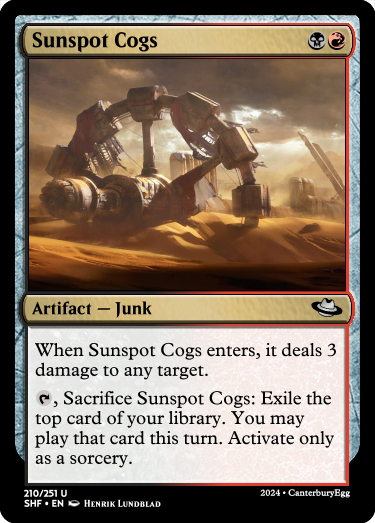 Sunspot Cogs
Artifact — Junk
When Sunspot Cogs enters, it deals 3
damage to any target.
, Sacrifice Sunspot Cogs: Exile the
top card of your library. You may
play that card this turn. Activate only
as a sorcery.
210/251 U
2024 • CanterburyEgg
SHF • EN Henrik Lundblad